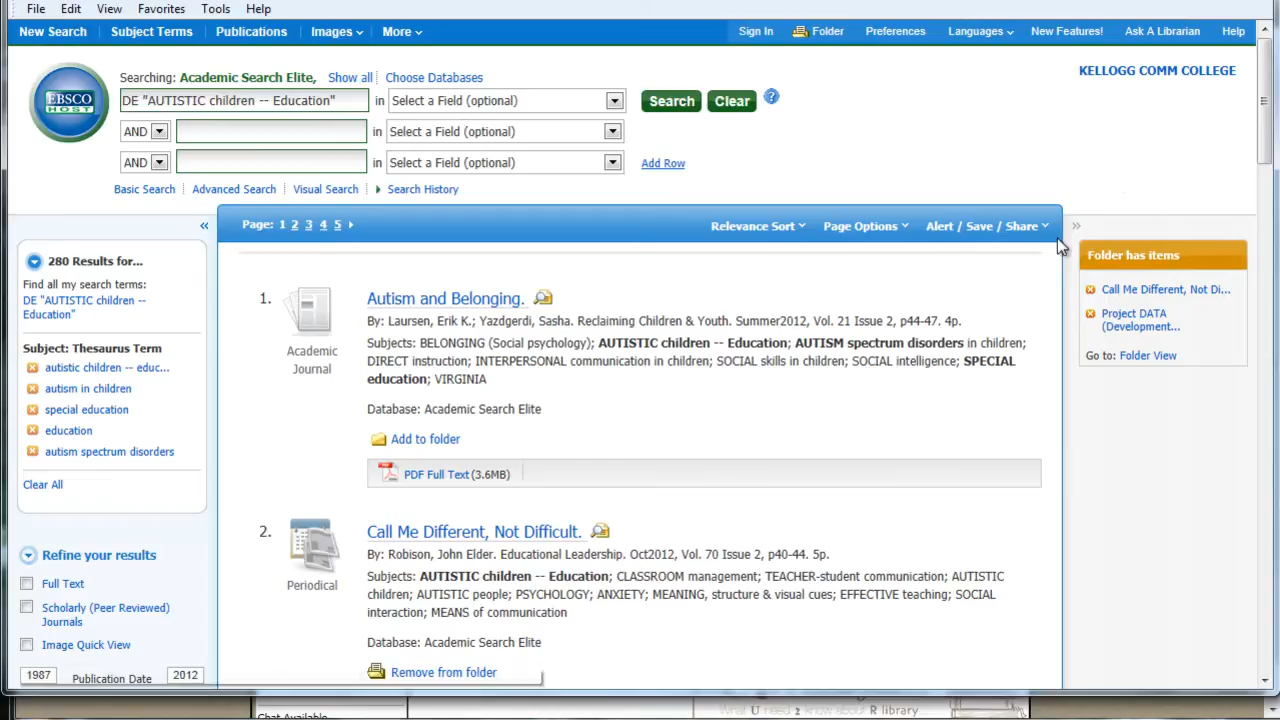 File Edit View Favorites Tools Help
New Search Subject Terms Publications Images More Sign In Folder Preferences Languages New Features! Ask A Librarian Help
KELLOGG COMM COLLEGE
EBSCO
HOST
Searching: Academic Search Elite, Show all Choose Databases
DE "AUTISTIC children -- Education" in Select a Field (optional) Search Clear ?
AND in Select a Field (optional)
AND in Select a Field (optional) Add Row
Basic Search Advanced Search Visual Search Search History
« Page: 1 2 3 4 5 Relevance Sort Page Options Alert / Save / Share »
280 Results for...
Find all my search terms:
DE "AUTISTIC children --
Education"
Subject: Thesaurus Term
autistic children -- educ...
autism in children
special education
education
autism spectrum disorders
Clear All
Refine your results
Full Text
Scholarly (Peer Reviewed)
Journals
Image Quick View
1987 Publication Date 2012
1. Autism and Belonging.
Academic
Journal
By: Laursen, Erik K.; Yazdgerdi, Sasha. Reclaiming Children & Youth. Summer2012, Vol. 21 Issue 2, p44-47. 4p.
Subjects: BELONGING (Social psychology); AUTISTIC children -- Education; AUTISM spectrum disorders in children;
DIRECT instruction; INTERPERSONAL communication in children; SOCIAL skills in children; SOCIAL intelligence; SPECIAL
education; VIRGINIA
Database: Academic Search Elite
Add to folder
PDF Full Text (3.6MB)
2. Call Me Different, Not Difficult.
Periodical
By: Robison, John Elder. Educational Leadership. Oct2012, Vol. 70 Issue 2, p40-44. 5p.
Subjects: AUTISTIC children -- Education; CLASSROOM management; TEACHER-student communication; AUTISTIC
children; AUTISTIC people; PSYCHOLOGY; ANXIETY; MEANING, structure & visual cues; EFFECTIVE teaching; SOCIAL
interaction; MEANS of communication
Database: Academic Search Elite
Remove from folder
Folder has items
Call Me Different, Not Di...
Project DATA
(Development...
Go to: Folder View
Chat Available
What U need 2 know about R library